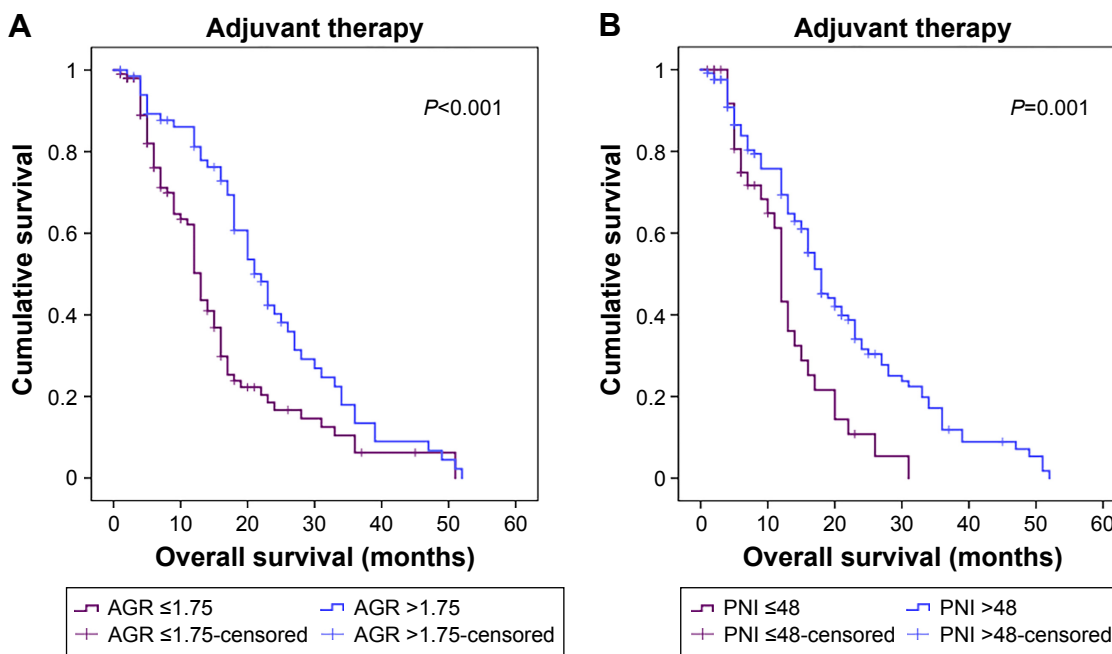 A
Adjuvant therapy
P<0.001
Cumulative survival
1
0.8
0.6
0.4
0.2
0
0 10 20 30 40 50 60
Overall survival (months)
AGR ≤1.75
AGR >1.75
AGR ≤1.75-censored
AGR >1.75-censored
B
Adjuvant therapy
P=0.001
Cumulative survival
1
0.8
0.6
0.4
0.2
0
0 10 20 30 40 50 60
Overall survival (months)
PNI ≤48
PNI >48
PNI ≤48-censored
PNI >48-censored